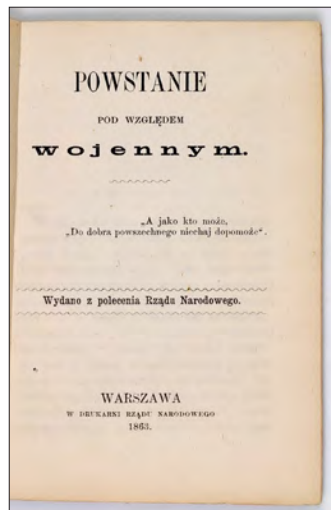 POWSTANIE
POD WZGLĘDEM
wojennym.
„A jako kto może,
„Do dobra powszechnego niechaj dopomoże“.
Wydano z polecenia Rządu Narodowego.
WARSZAWA
W DRUKARNI RZĄDU NARODOWEGO
1863.